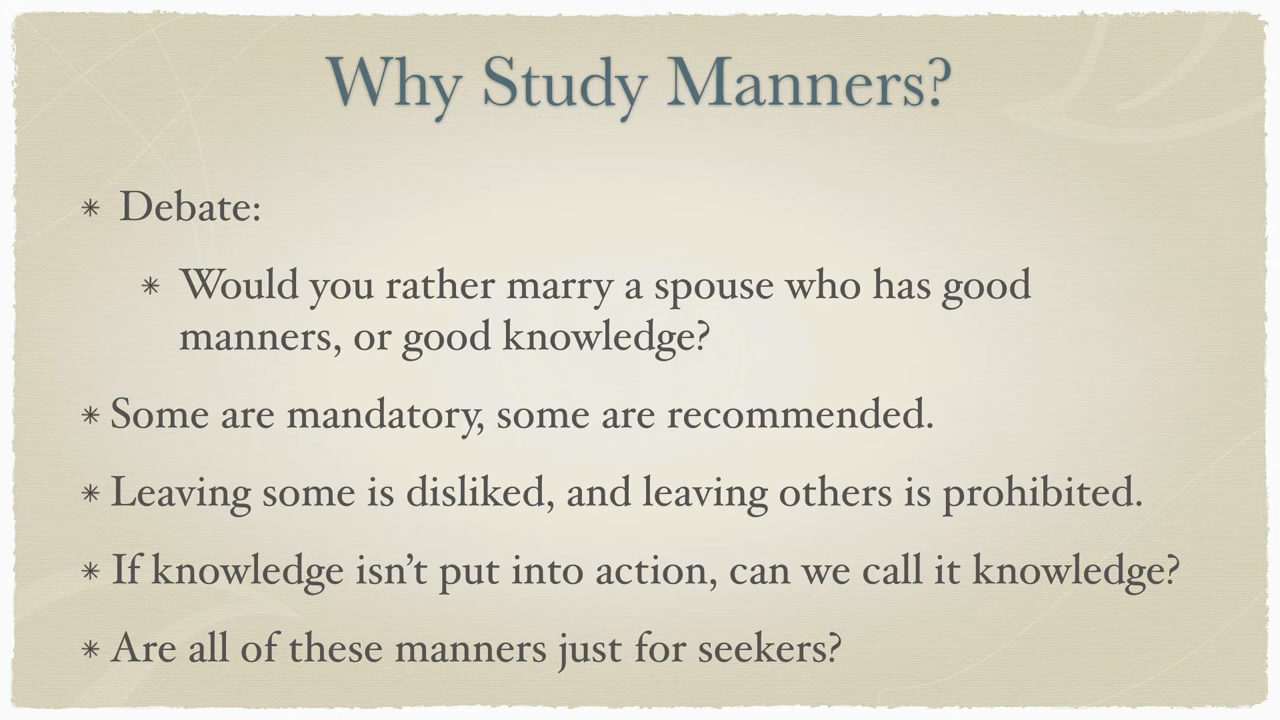 Why Study Manners?
* Debate:
* Would you rather marry a spouse who has good
manners, or good knowledge?
* Some are mandatory, some are recommended.
* Leaving some is disliked, and leaving others is prohibited.
* If knowledge isn’t put into action, can we call it knowledge?
* Are all of these manners just for seekers?